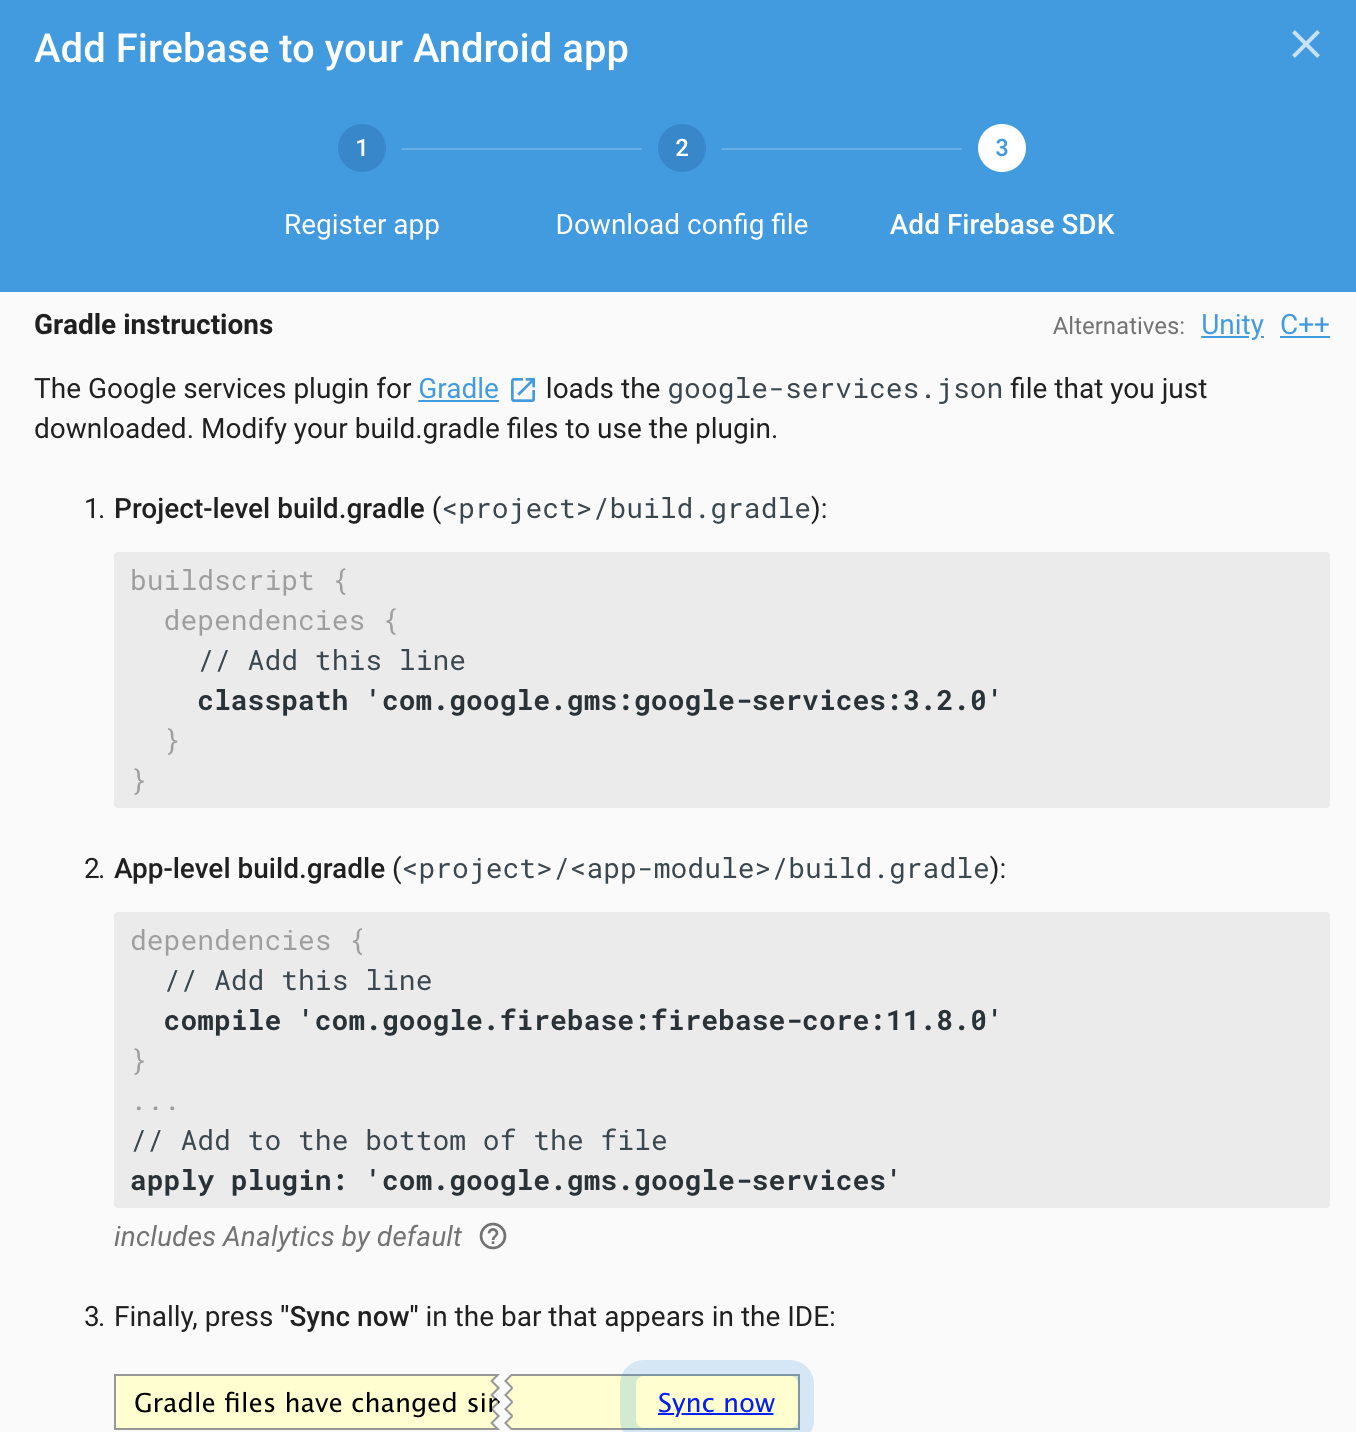 Add Firebase to your Android app
1 2 3
Register app Download config file Add Firebase SDK
Gradle instructions Alternatives: Unity C++
The Google services plugin for Gradle loads the google-services.json file that you just
downloaded. Modify your build.gradle files to use the plugin.
1. Project-level build.gradle (<project>/build.gradle):
buildscript {
  dependencies {
    // Add this line
    classpath 'com.google.gms:google-services:3.2.0'
  }
}
2. App-level build.gradle (<project>/<app-module>/build.gradle):
dependencies {
  // Add this line
  compile 'com.google.firebase:firebase-core:11.8.0'
}
...
// Add to the bottom of the file
apply plugin: 'com.google.gms.google-services'
includes Analytics by default ?
3. Finally, press "Sync now" in the bar that appears in the IDE:
Gradle files have changed Sync now